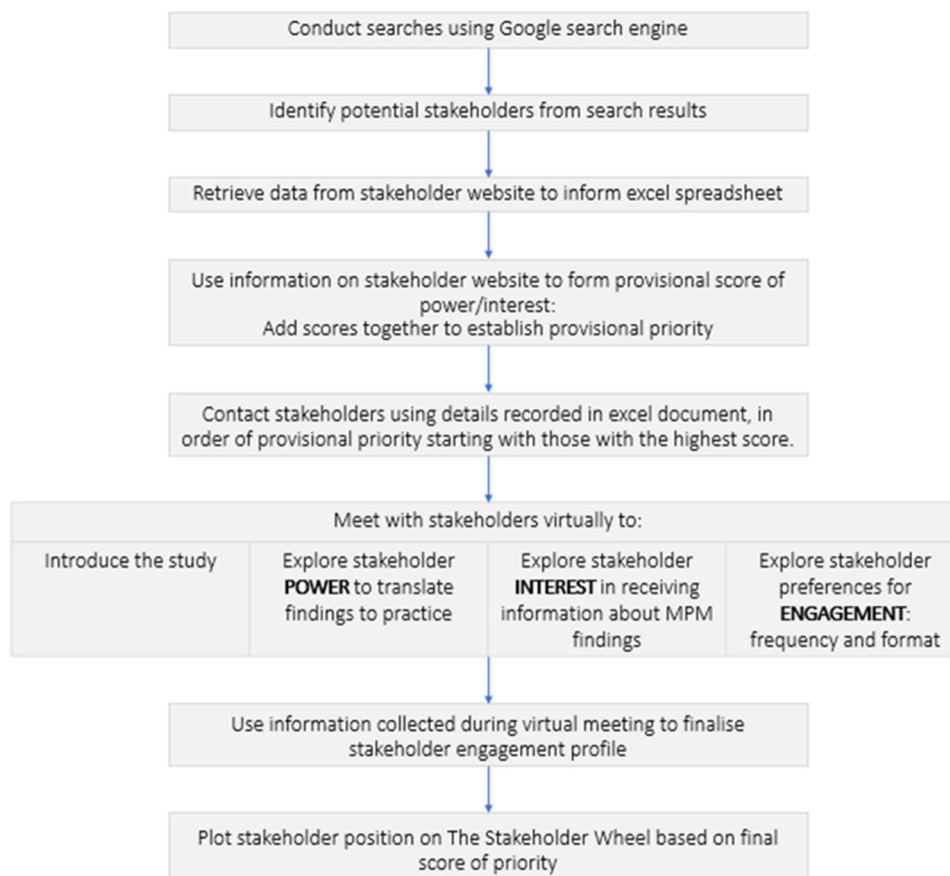 Conduct searches using Google search engine
Identify potential stakeholders from search results
Retrieve data from stakeholder website to inform excel spreadsheet
Use information on stakeholder website to form provisional score of
power/interest:
Add scores together to establish provisional priority
Contact stakeholders using details recorded in excel document, in
order of provisional priority starting with those with the highest score.
Meet with stakeholders virtually to:
Introduce the study
Explore stakeholder
POWER to translate
findings to practice
Explore stakeholder
INTEREST in receiving
information about MPM
findings
Explore stakeholder
preferences for
ENGAGEMENT:
frequency and format
Use information collected during virtual meeting to finalise
stakeholder engagement profile
Plot stakeholder position on The Stakeholder Wheel based on final
score of priority